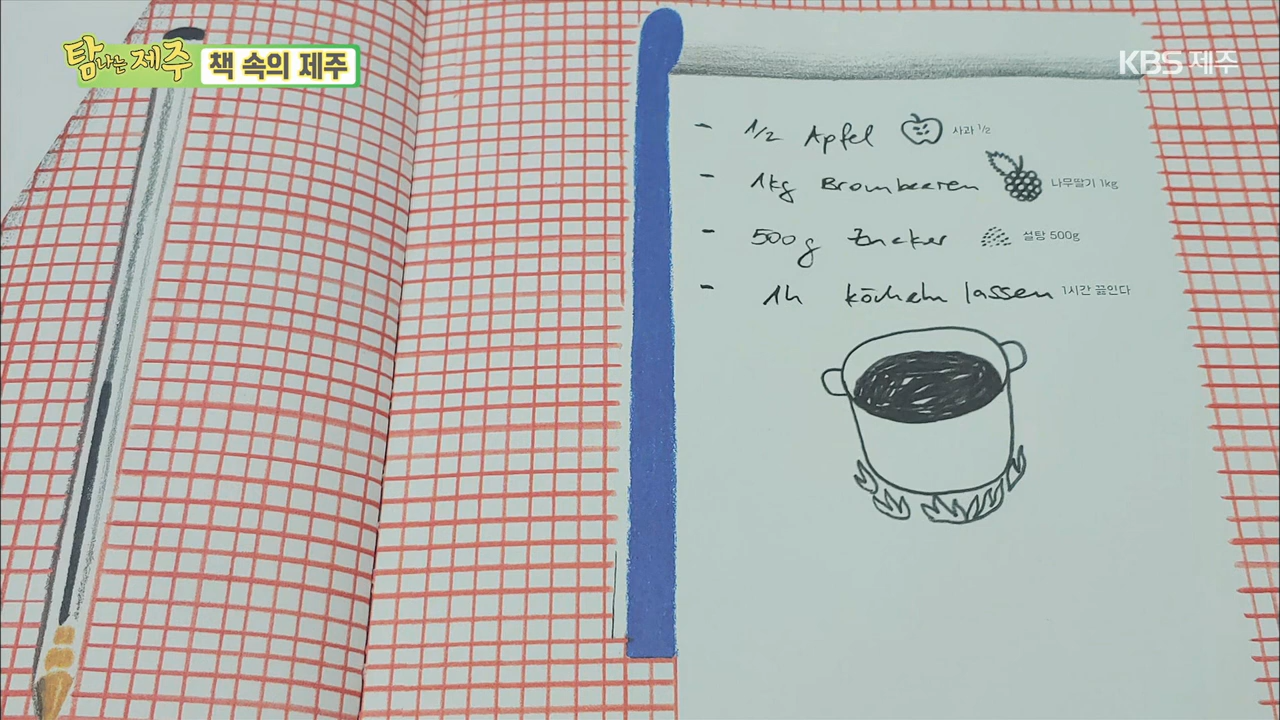 탐나는 제주 책 속의 제주
KBS 제주
- 1/2 Apfel 사과 1/2
- 1kg Brombeeren 나무딸기 1kg
- 500g Zucker 설탕 500g
- 1h köcheln lassen 1시간 끓인다